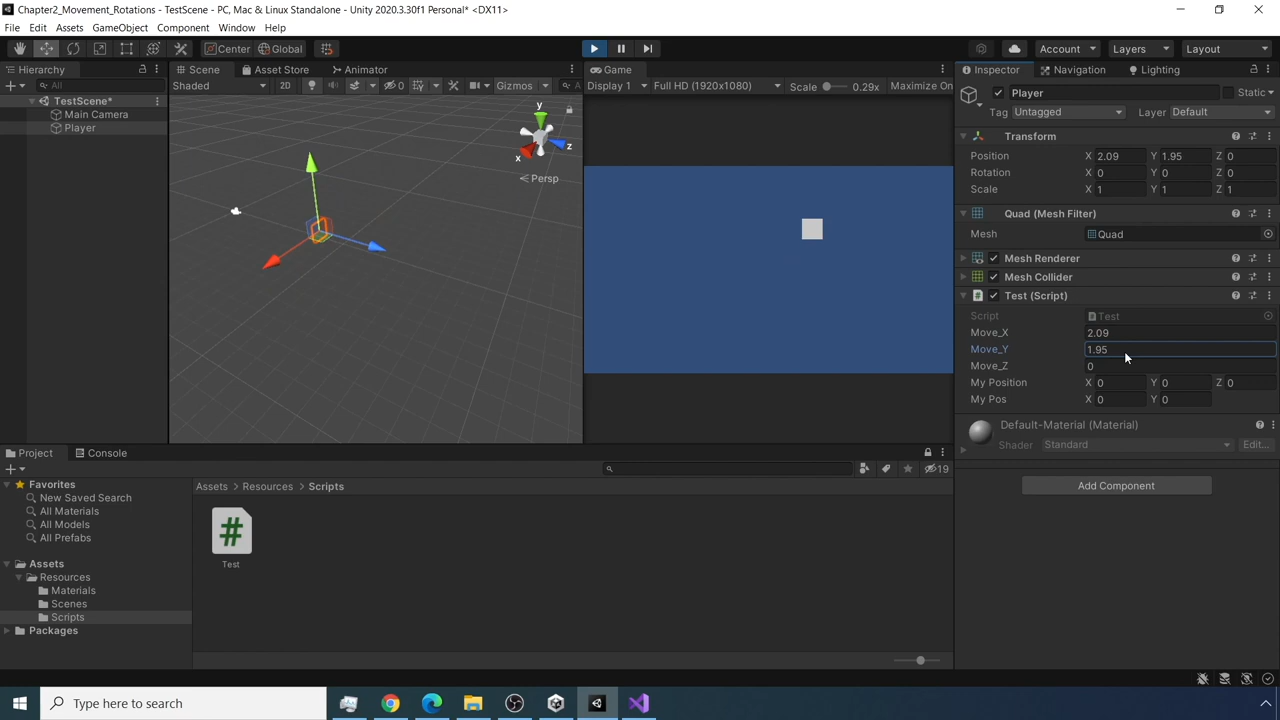 Chapter2_Movement_Rotations - TestScene - PC, Mac & Linux Standalone - Unity 2020.3.30f1 Personal* <DX11>
File Edit Assets GameObject Component Window Help
Center Global Account Layers Layout
Hierarchy Scene Asset Store Animator Game Inspector Navigation Lighting
All Shaded 2D 0 Gizmos A Display 1 Full HD (1920x1080) Scale 0.29x Maximize On
Player Static
TestScene*
Main Camera
Player
y
x
z
Persp
Tag Untagged Layer Default
Transform
Position X 2.09 Y 1.95 Z 0
Rotation X 0 Y 0 Z 0
Scale X 1 Y 1 Z 1
Quad (Mesh Filter)
Mesh Quad
Mesh Renderer
Mesh Collider
# Test (Script)
Script Test
Move_X 2.09
Move_Y 1.95
Move_Z 0
My Position X 0 Y 0 Z 0
My Pos X 0 Y 0
Default-Material (Material)
Shader Standard Edit...
Add Component
Project Console
19
Favorites
New Saved Search
All Materials
All Models
All Prefabs
Assets
Resources
Materials
Scenes
Scripts
Packages
Assets Resources Scripts
#
Test
Type here to search